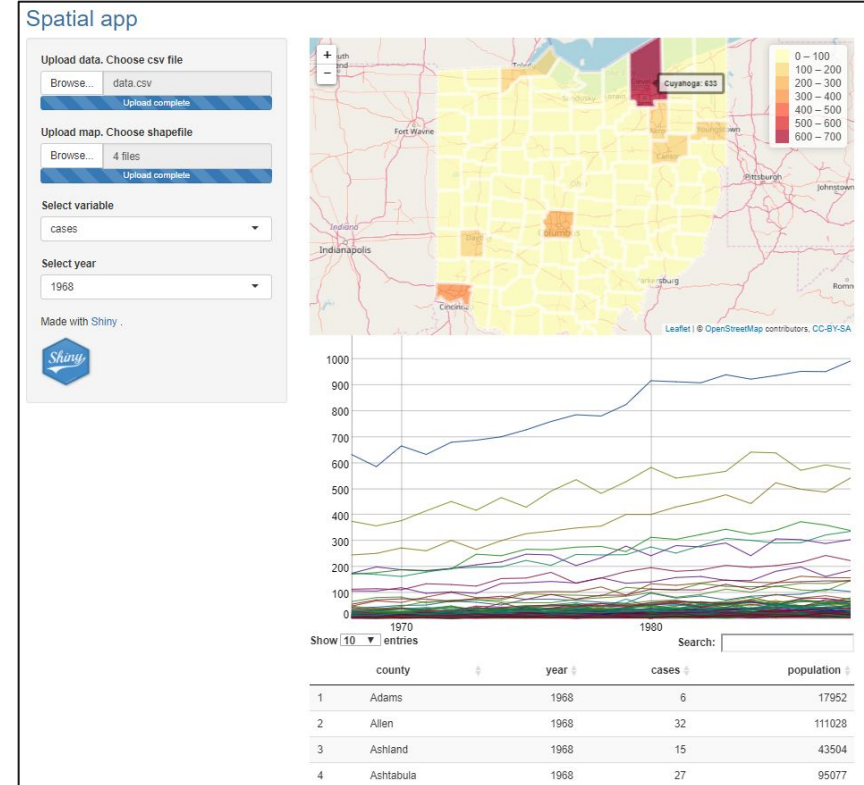 Spatial app
Upload data. Choose csv file
Browse... data.csv
Upload complete
Upload map. Choose shapefile
Browse... 4 files
Upload complete
Select variable
cases
Select year
1968
Made with Shiny .
Shiny
+
−
Cuyahoga: 633
0 – 100
100 – 200
200 – 300
300 – 400
400 – 500
500 – 600
600 – 700
Fort Wayne
Canton
Pittsburgh
Johnstown
Indiana
Indianapolis
Columbus
Leaflet | © OpenStreetMap contributors, CC-BY-SA
1000
900
800
700
600
500
400
300
200
100
0
1970 1980
Show 10 entries Search:
county year cases population
1 Adams 1968 6 17952
2 Allen 1968 32 111028
3 Ashland 1968 15 43504
4 Ashtabula 1968 27 95077